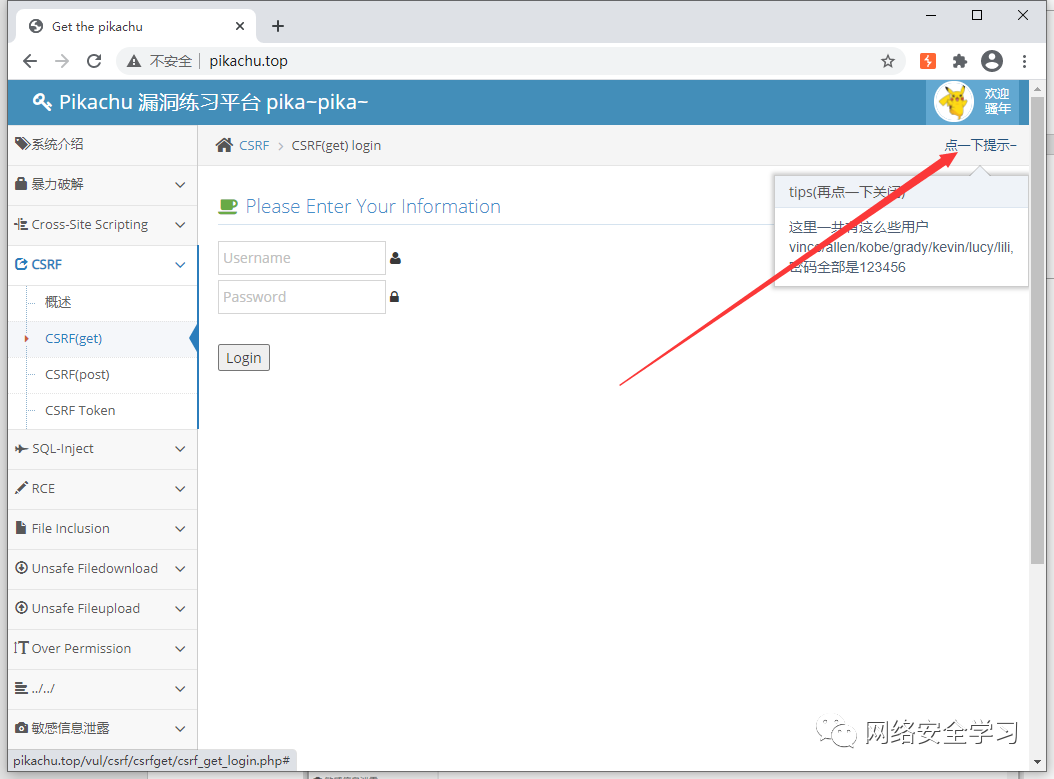 Get the pikachu
不安全 pikachu.top
Pikachu 漏洞练习平台 pika~pika~
欢迎
骚年
系统介绍
暴力破解
Cross-Site Scripting
CSRF
概述
CSRF(get)
CSRF(post)
CSRF Token
SQL-Inject
RCE
File Inclusion
Unsafe Filedownload
Unsafe Fileupload
Over Permission
../../
敏感信息泄露
CSRF
CSRF(get) login
点一下提示~
Please Enter Your Information
Username
Password
Login
tips(再点一下关闭)
这里一共有这么些用户
vince/allen/kobe/grady/kevin/lucy/lili,
密码全部是123456
pikachu.top/vul/csrf/csrfget/csrf_get_login.php#
网络安全学习